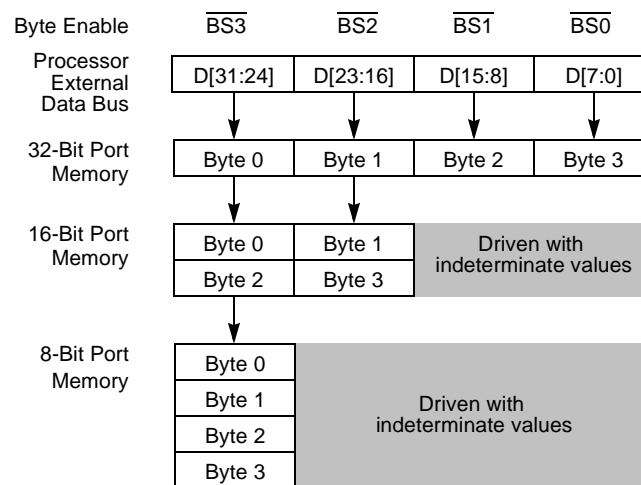 Byte Enable BS3 BS2 BS1 BS0
Processor
External
Data Bus
D[31:24] D[23:16] D[15:8] D[7:0]
32-Bit Port
Memory
Byte 0 Byte 1 Byte 2 Byte 3
16-Bit Port
Memory
Byte 0 Byte 1
Byte 2 Byte 3
Driven with
indeterminate values
8-Bit Port
Memory
Byte 0
Byte 1
Byte 2
Byte 3
Driven with
indeterminate values